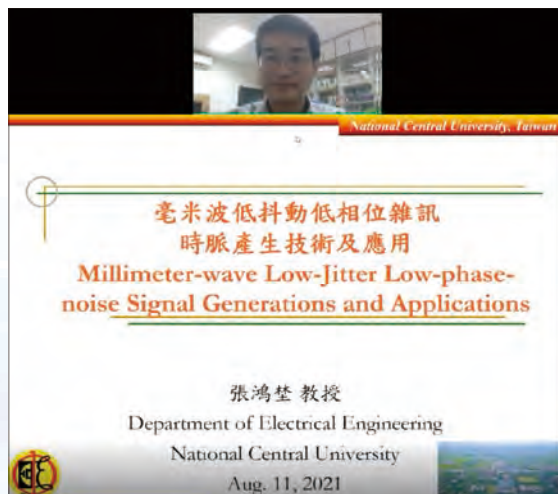 National Central University, Taiwan
毫米波低抖動低相位雜訊
時脈產生技術及應用
Millimeter-wave Low-Jitter Low-phase-
noise Signal Generations and Applications
張鴻埜 教授
Department of Electrical Engineering
National Central University
Aug. 11, 2021